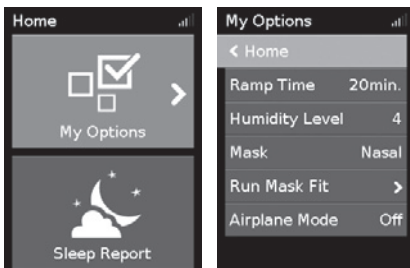 Home
My Options
Sleep Report
My Options
< Home
Ramp Time 20min.
Humidity Level 4
Mask Nasal
Run Mask Fit >
Airplane Mode Off